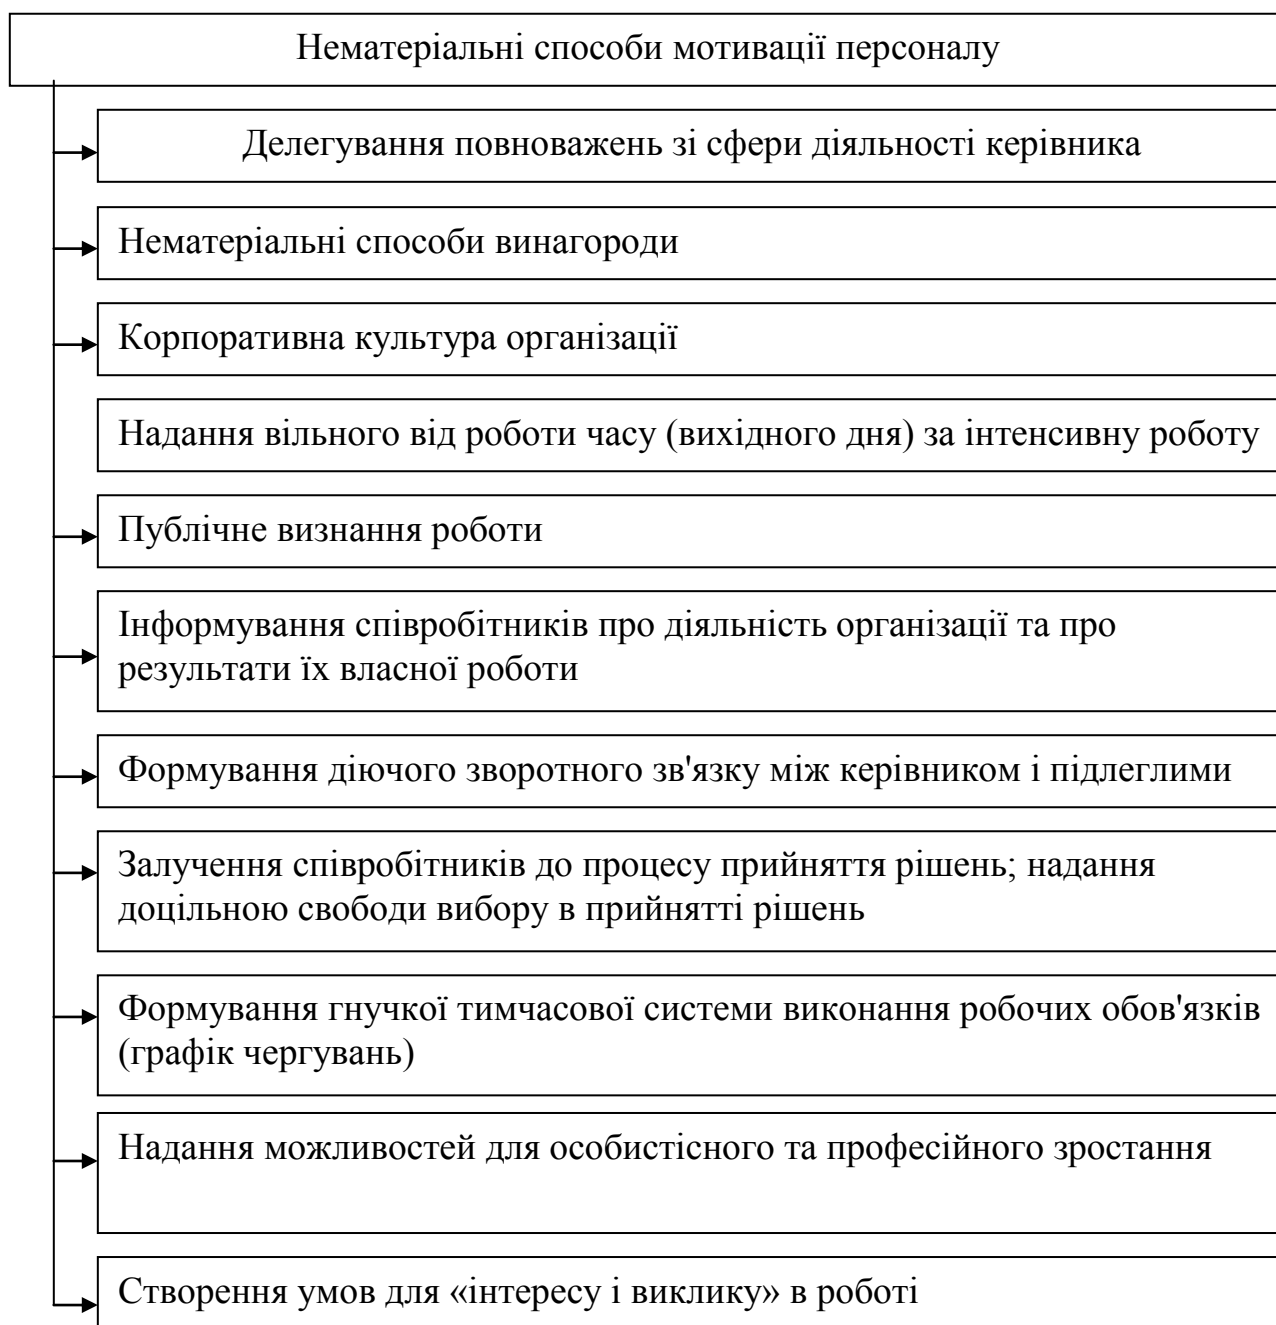 Нематеріальні способи мотивації персоналу
Делегування повноважень зі сфери діяльності керівника
Нематеріальні способи винагороди
Корпоративна культура організації
Надання вільного від роботи часу (вихідного дня) за інтенсивну роботу
Публічне визнання роботи
Інформування співробітників про діяльність організації та про
результати їх власної роботи
Формування діючого зворотного зв'язку між керівником і підлеглими
Залучення співробітників до процесу прийняття рішень; надання
доцільною свободи вибору в прийнятті рішень
Формування гнучкої тимчасової системи виконання робочих обов'язків
(графік чергувань)
Надання можливостей для особистісного та професійного зростання
Створення умов для «інтересу і виклику» в роботі